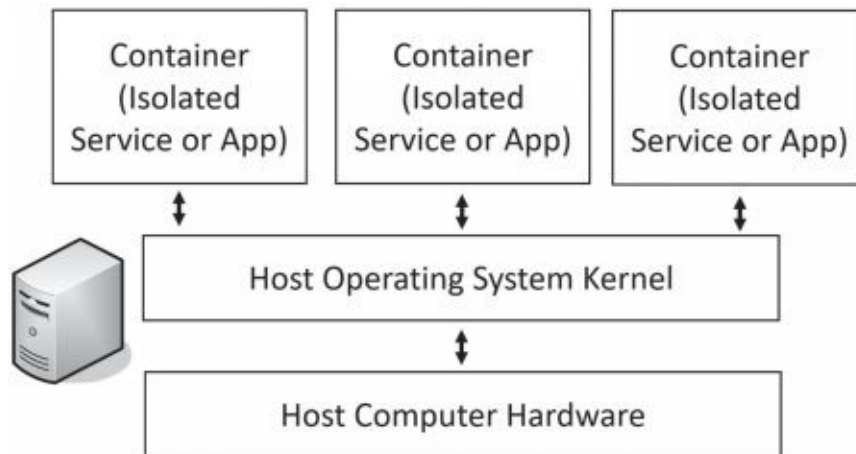 Container
(Isolated
Service or App)
Container
(Isolated
Service or App)
Container
(Isolated
Service or App)
Host Operating System Kernel
Host Computer Hardware